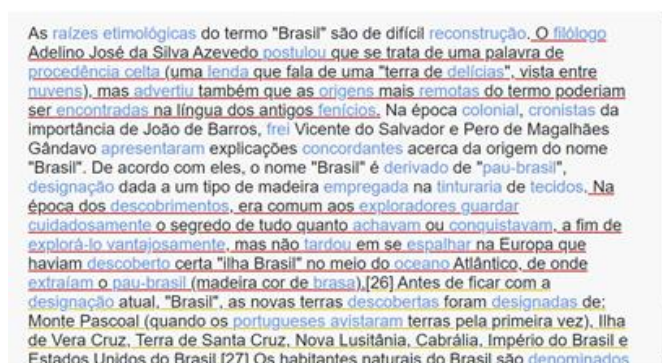 As raízes etimológicas do termo "Brasil" são de difícil reconstrução. O filólogo
Adelino José da Silva Azevedo postulou que se trata de uma palavra de
procedência celta (uma lenda que fala de uma "terra de delícias", vista entre
nuvens), mas advertiu também que as origens mais remotas do termo poderiam
ser encontradas na língua dos antigos fenícios. Na época colonial, cronistas da
importância de João de Barros, frei Vicente do Salvador e Pero de Magalhães
Gândavo apresentaram explicações concordantes acerca da origem do nome
"Brasil". De acordo com eles, o nome "Brasil" é derivado de "pau-brasil",
designação dada a um tipo de madeira empregada na tinturaria de tecidos. Na
época dos descobrimentos, era comum aos exploradores guardar
cuidadosamente o segredo de tudo quanto achavam ou conquistavam, a fim de
explorá-lo vantajosamente, mas não tardou em se espalhar na Europa que
haviam descoberto certa "ilha Brasil" no meio do oceano Atlântico, de onde
extraíam o pau-brasil (madeira cor de brasa).[26] Antes de ficar com a
designação atual, "Brasil", as novas terras descobertas foram designadas de:
Monte Pascoal (quando os portugueses avistaram terras pela primeira vez), Ilha
de Vera Cruz, Terra de Santa Cruz, Nova Lusitânia, Cabrália, Império do Brasil e
Estados Unidos do Brasil.[27] Os habitantes naturais do Brasil são denominados